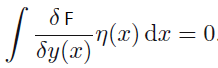 ∫ δF/δy(x) η(x) dx = 0.